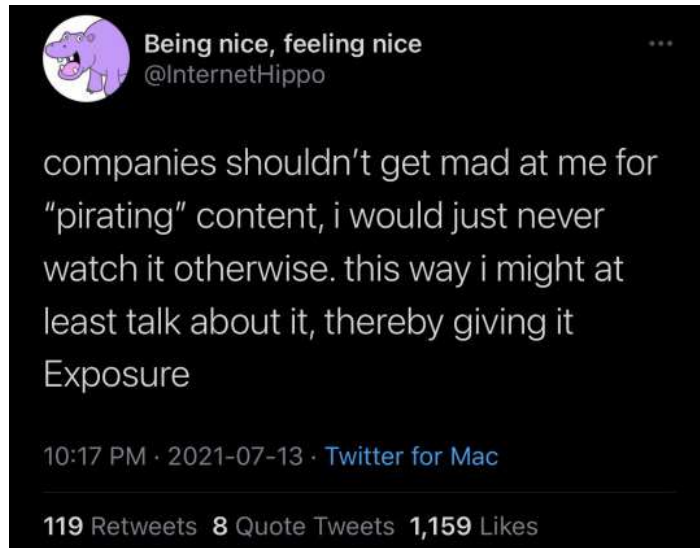 Being nice, feeling nice
@InternetHippo
companies shouldn't get mad at me for
“pirating” content, i would just never
watch it otherwise. this way i might at
least talk about it, thereby giving it
Exposure
10:17 PM · 2021-07-13 · Twitter for Mac
119 Retweets 8 Quote Tweets 1,159 Likes